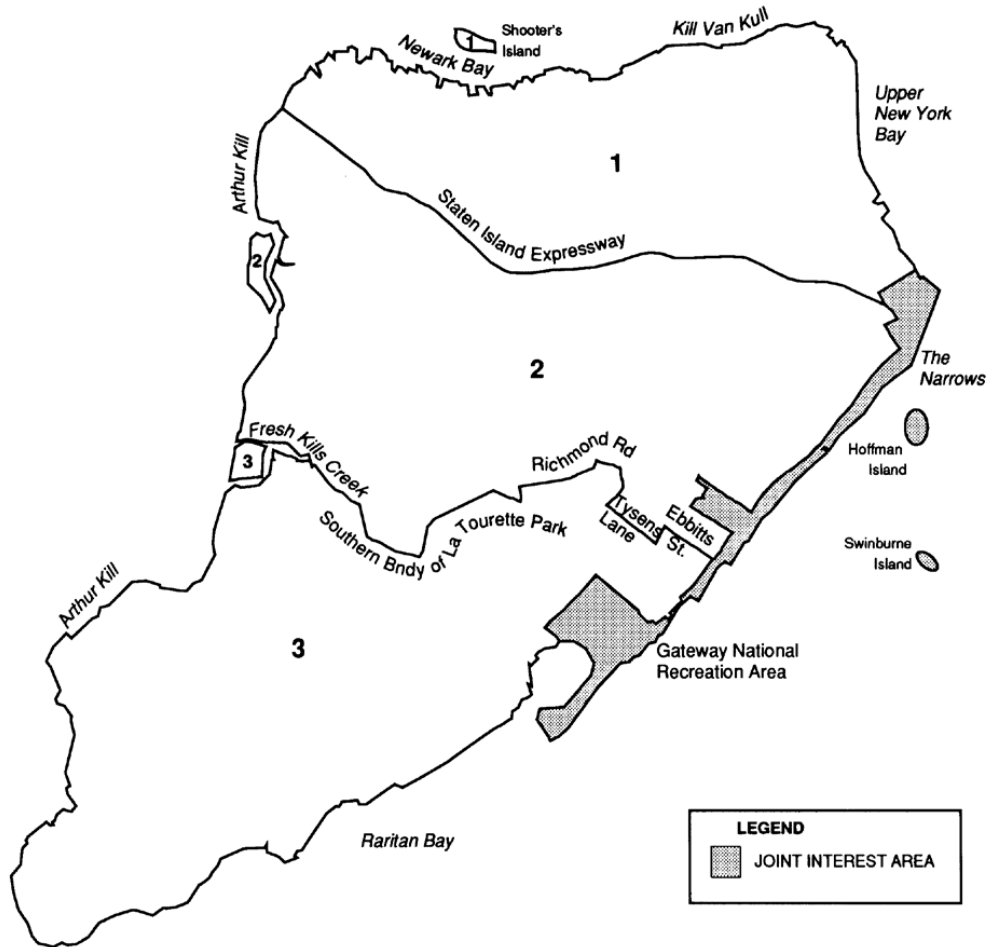 Shooter's
Island
1
Newark Bay
Kill Van Kull
Upper
New York
Bay
Arthur Kill
1
Staten Island Expressway
2
2
The
Narrows
Hoffman
Island
Fresh Kills Creek
3
Richmond Rd
Southern Bndy of La Tourette Park
Tysens
Lane
Ebbitts
St.
Swinburne
Island
Arthur Kill
3
Gateway National
Recreation Area
Raritan Bay
LEGEND
JOINT INTEREST AREA